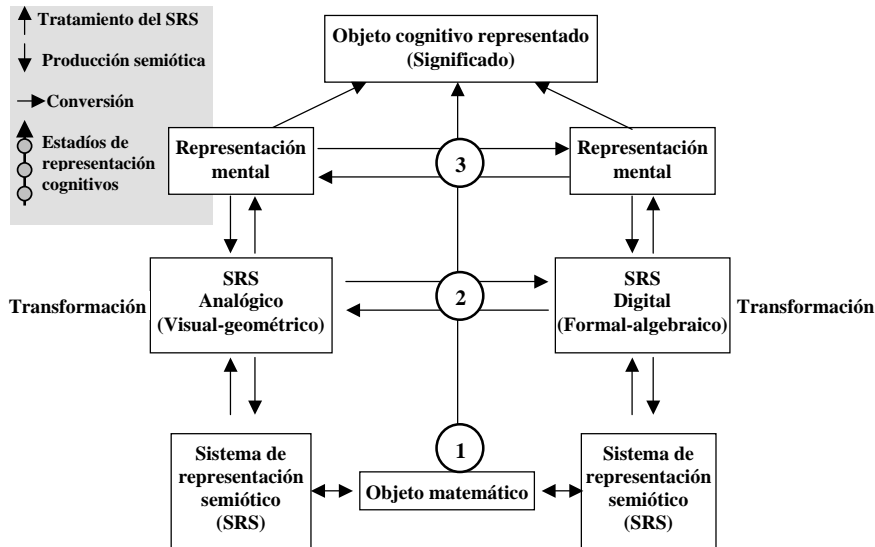 Tratamiento del SRS
Producción semiótica
Conversión
Estadíos de
representación
cognitivos
Objeto cognitivo representado
(Significado)
Representación
mental
3
Representación
mental
Transformación
SRS
Analógico
(Visual-geométrico)
2
SRS
Digital
(Formal-algebraico)
Transformación
Sistema de
representación
semiótico
(SRS)
1
Objeto matemático
Sistema de
representación
semiótico
(SRS)